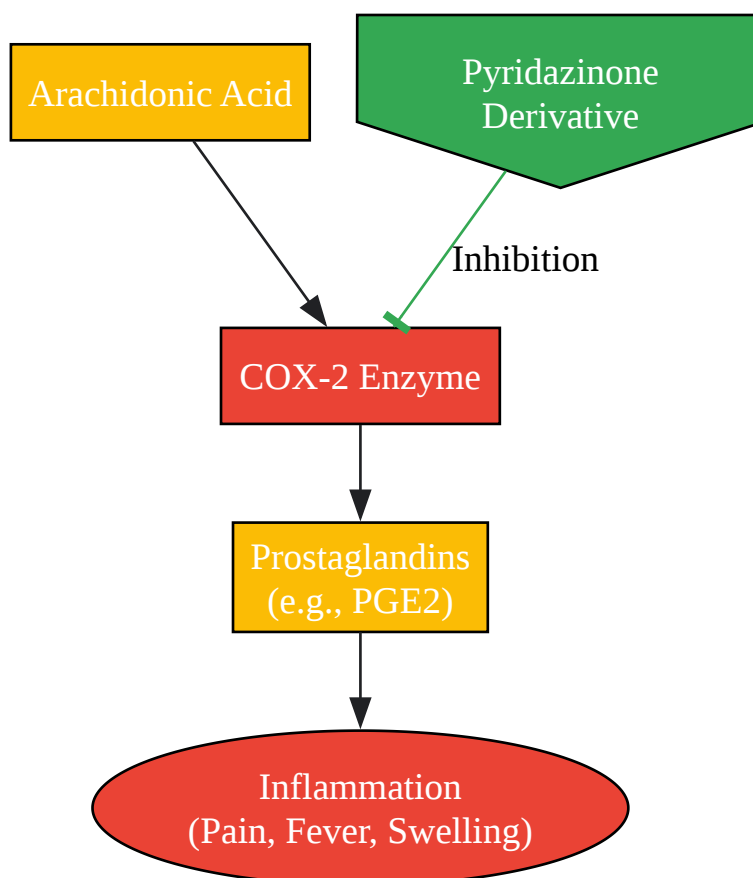 Arachidonic Acid
Pyridazinone
Derivative
Inhibition
COX-2 Enzyme
Prostaglandins
(e.g., PGE2)
Inflammation
(Pain, Fever, Swelling)